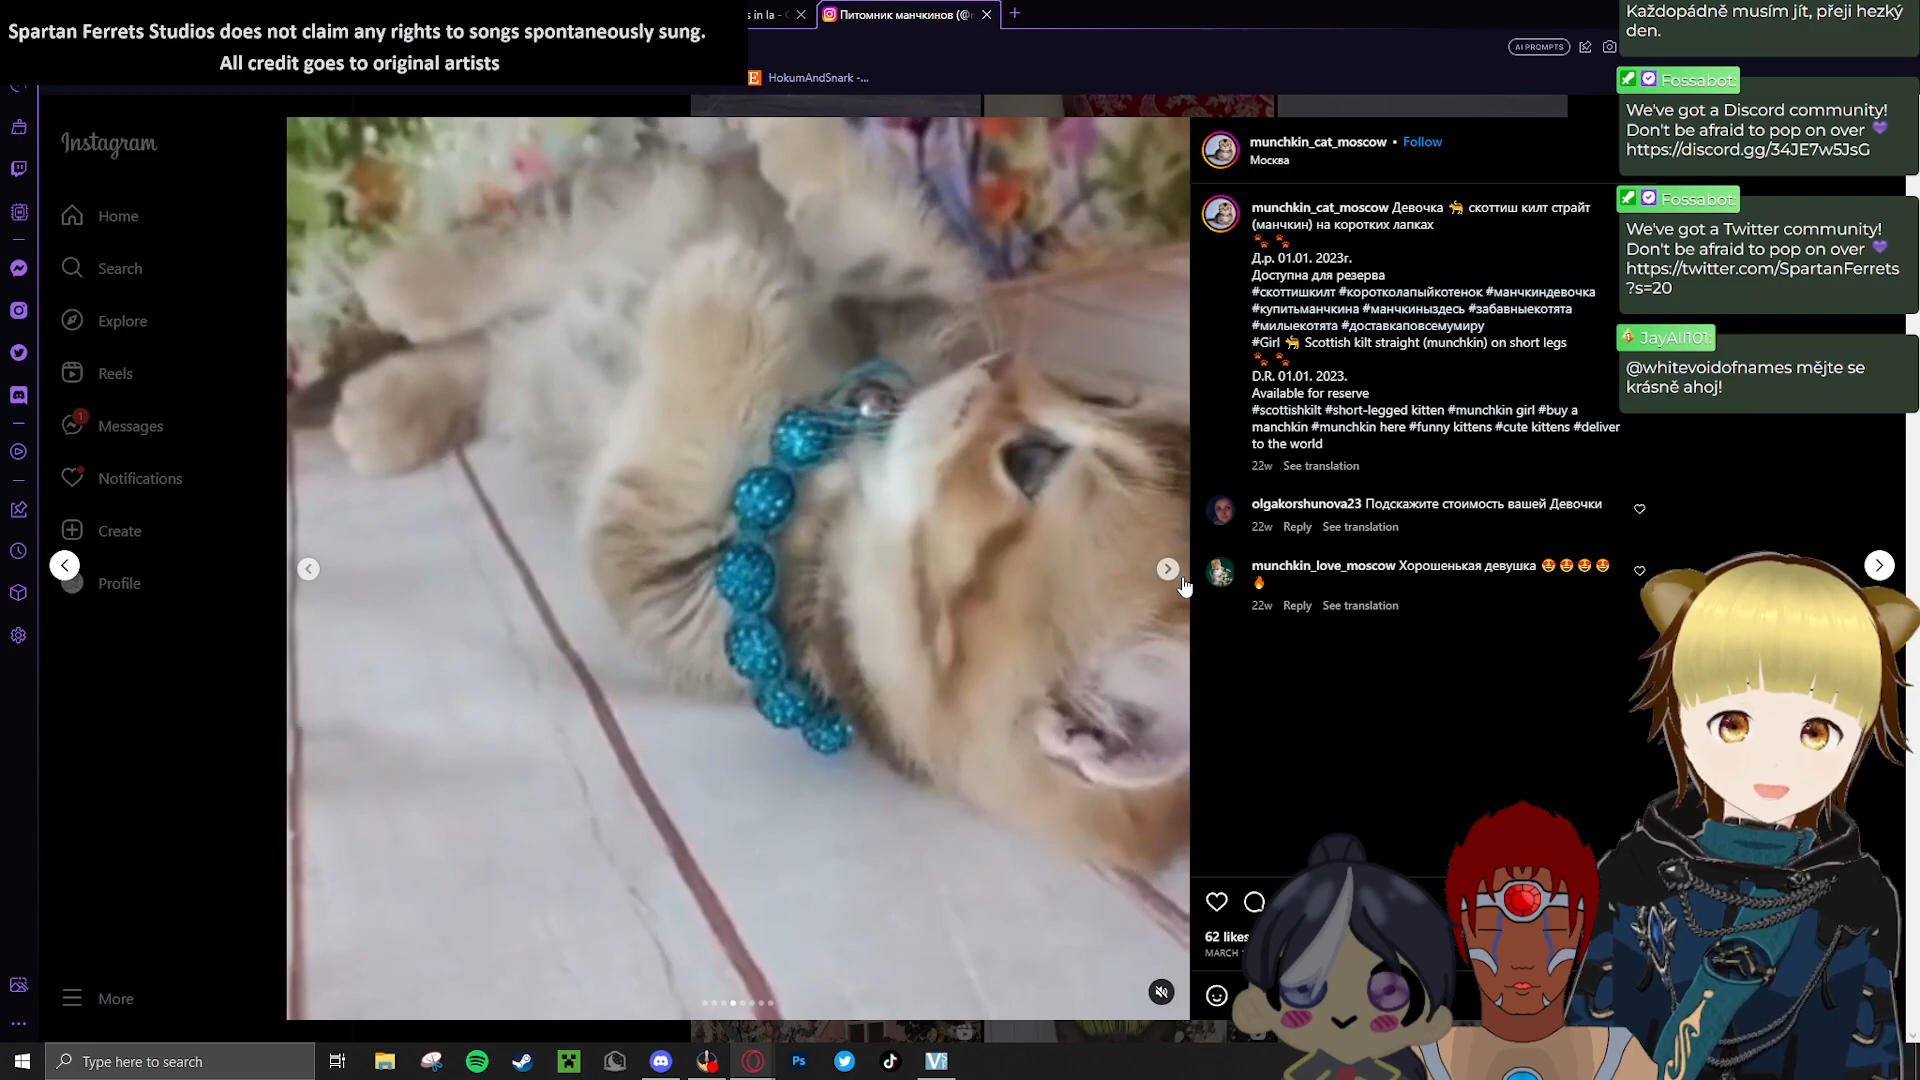 Spartan Ferrets Studios does not claim any rights to songs spontaneously sung.
All credit goes to original artists
s in la -
Питомник манчкинов (@
AI PROMPTS
HokumAndSnark -...
Instagram
Home
Search
Explore
Reels
1
Messages
Notifications
Create
Profile
More
munchkin_cat_moscow • Follow
Москва
munchkin_cat_moscow Девочка 🐈 скоттиш килт страйт
(манчкин) на коротких лапках
🐾 🐾
Д.р. 01.01. 2023г.
Доступна для резерва
#скоттишкилт #коротколапыйкотенок #манчкиндевочка
#купитьманчкина #манчкиныздесь #забавныекотята
#милыекотята #доставкаповсемумиру
#Girl 🐈 Scottish kilt straight (munchkin) on short legs
🐾 🐾
D.R. 01.01. 2023.
Available for reserve
#scottishkilt #short-legged kitten #munchkin girl #buy a
manchkin #munchkin here #funny kittens #cute kittens #deliver
to the world
22w See translation
olgakorshunova23 Подскажите стоимость вашей Девочки
22w Reply See translation
munchkin_love_moscow Хорошенькая девушка 🤩🤩🤩🤩
🔥
22w Reply See translation
62 likes
MARCH
Každopádně musím jít, přeji hezký
den.
Fossabot:
We've got a Discord community!
Don't be afraid to pop on over 💜
https://discord.gg/34JE7w5JsG
Fossabot:
We've got a Twitter community!
Don't be afraid to pop on over 💜
https://twitter.com/SpartanFerrets
?s=20
JayAll101:
@whitevoidofnames mějte se
krásně ahoj!
Type here to search
Ps